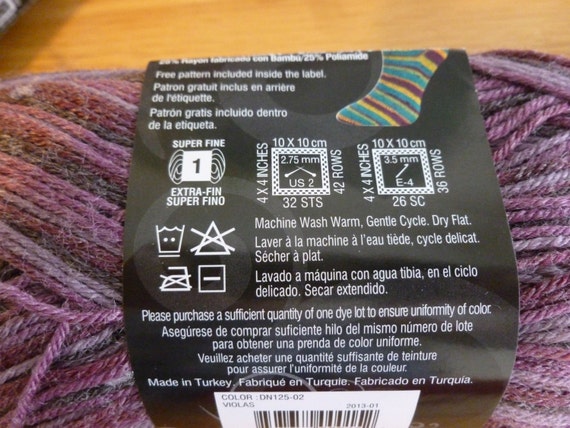 25% Rayon fabricado con Bambú/25% Poliamide
Free pattern included inside the label.
Patron gratuit inclus en arrière
de l'étiquette.
Patrón gratis incluido dentro
de la etiqueta.
SUPER FINE
1
EXTRA-FIN
SUPER FINO
10 X 10 cm
4 X 4 INCHES
2.75 mm
US 2
42 ROWS
32 STS
10 X 10 cm
4 X 4 INCHES
3.5 mm
E-4
36 ROWS
26 SC
Machine Wash Warm, Gentle Cycle. Dry Flat.
Laver à la machine à l'eau tiède, cycle delicat.
Sécher à plat.
Lavado a máquina con agua tibia, en el ciclo
delicado. Secar extendido.
Please purchase a sufficient quantity of one dye lot to ensure uniformity of color.
Asegúrese de comprar suficiente hilo del mismo número de lote
para obtener una prenda de color uniforme.
Veuillez acheter une quantité suffisante de teinture
pour assurer l'uniformité de la couleur.
Made in Turkey. Fabriqué en Turquie. Fabricado en Turquía.
COLOR : DN125-02
VIOLAS
2013-01